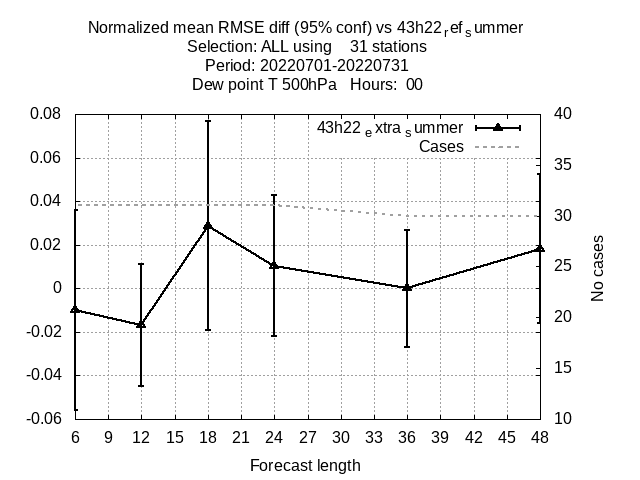 Normalized mean RMSE diff (95% conf) vs 43h22refsummer
Selection: ALL using 31 stations
Period: 20220701-20220731
Dew point T 500hPa Hours: 00
43h22extrasummer
Cases
0.08
0.06
0.04
0.02
0
-0.02
-0.04
-0.06
40
35
30
25
20
15
10
No cases
6 9 12 15 18 21 24 27 30 33 36 39 42 45 48
Forecast length